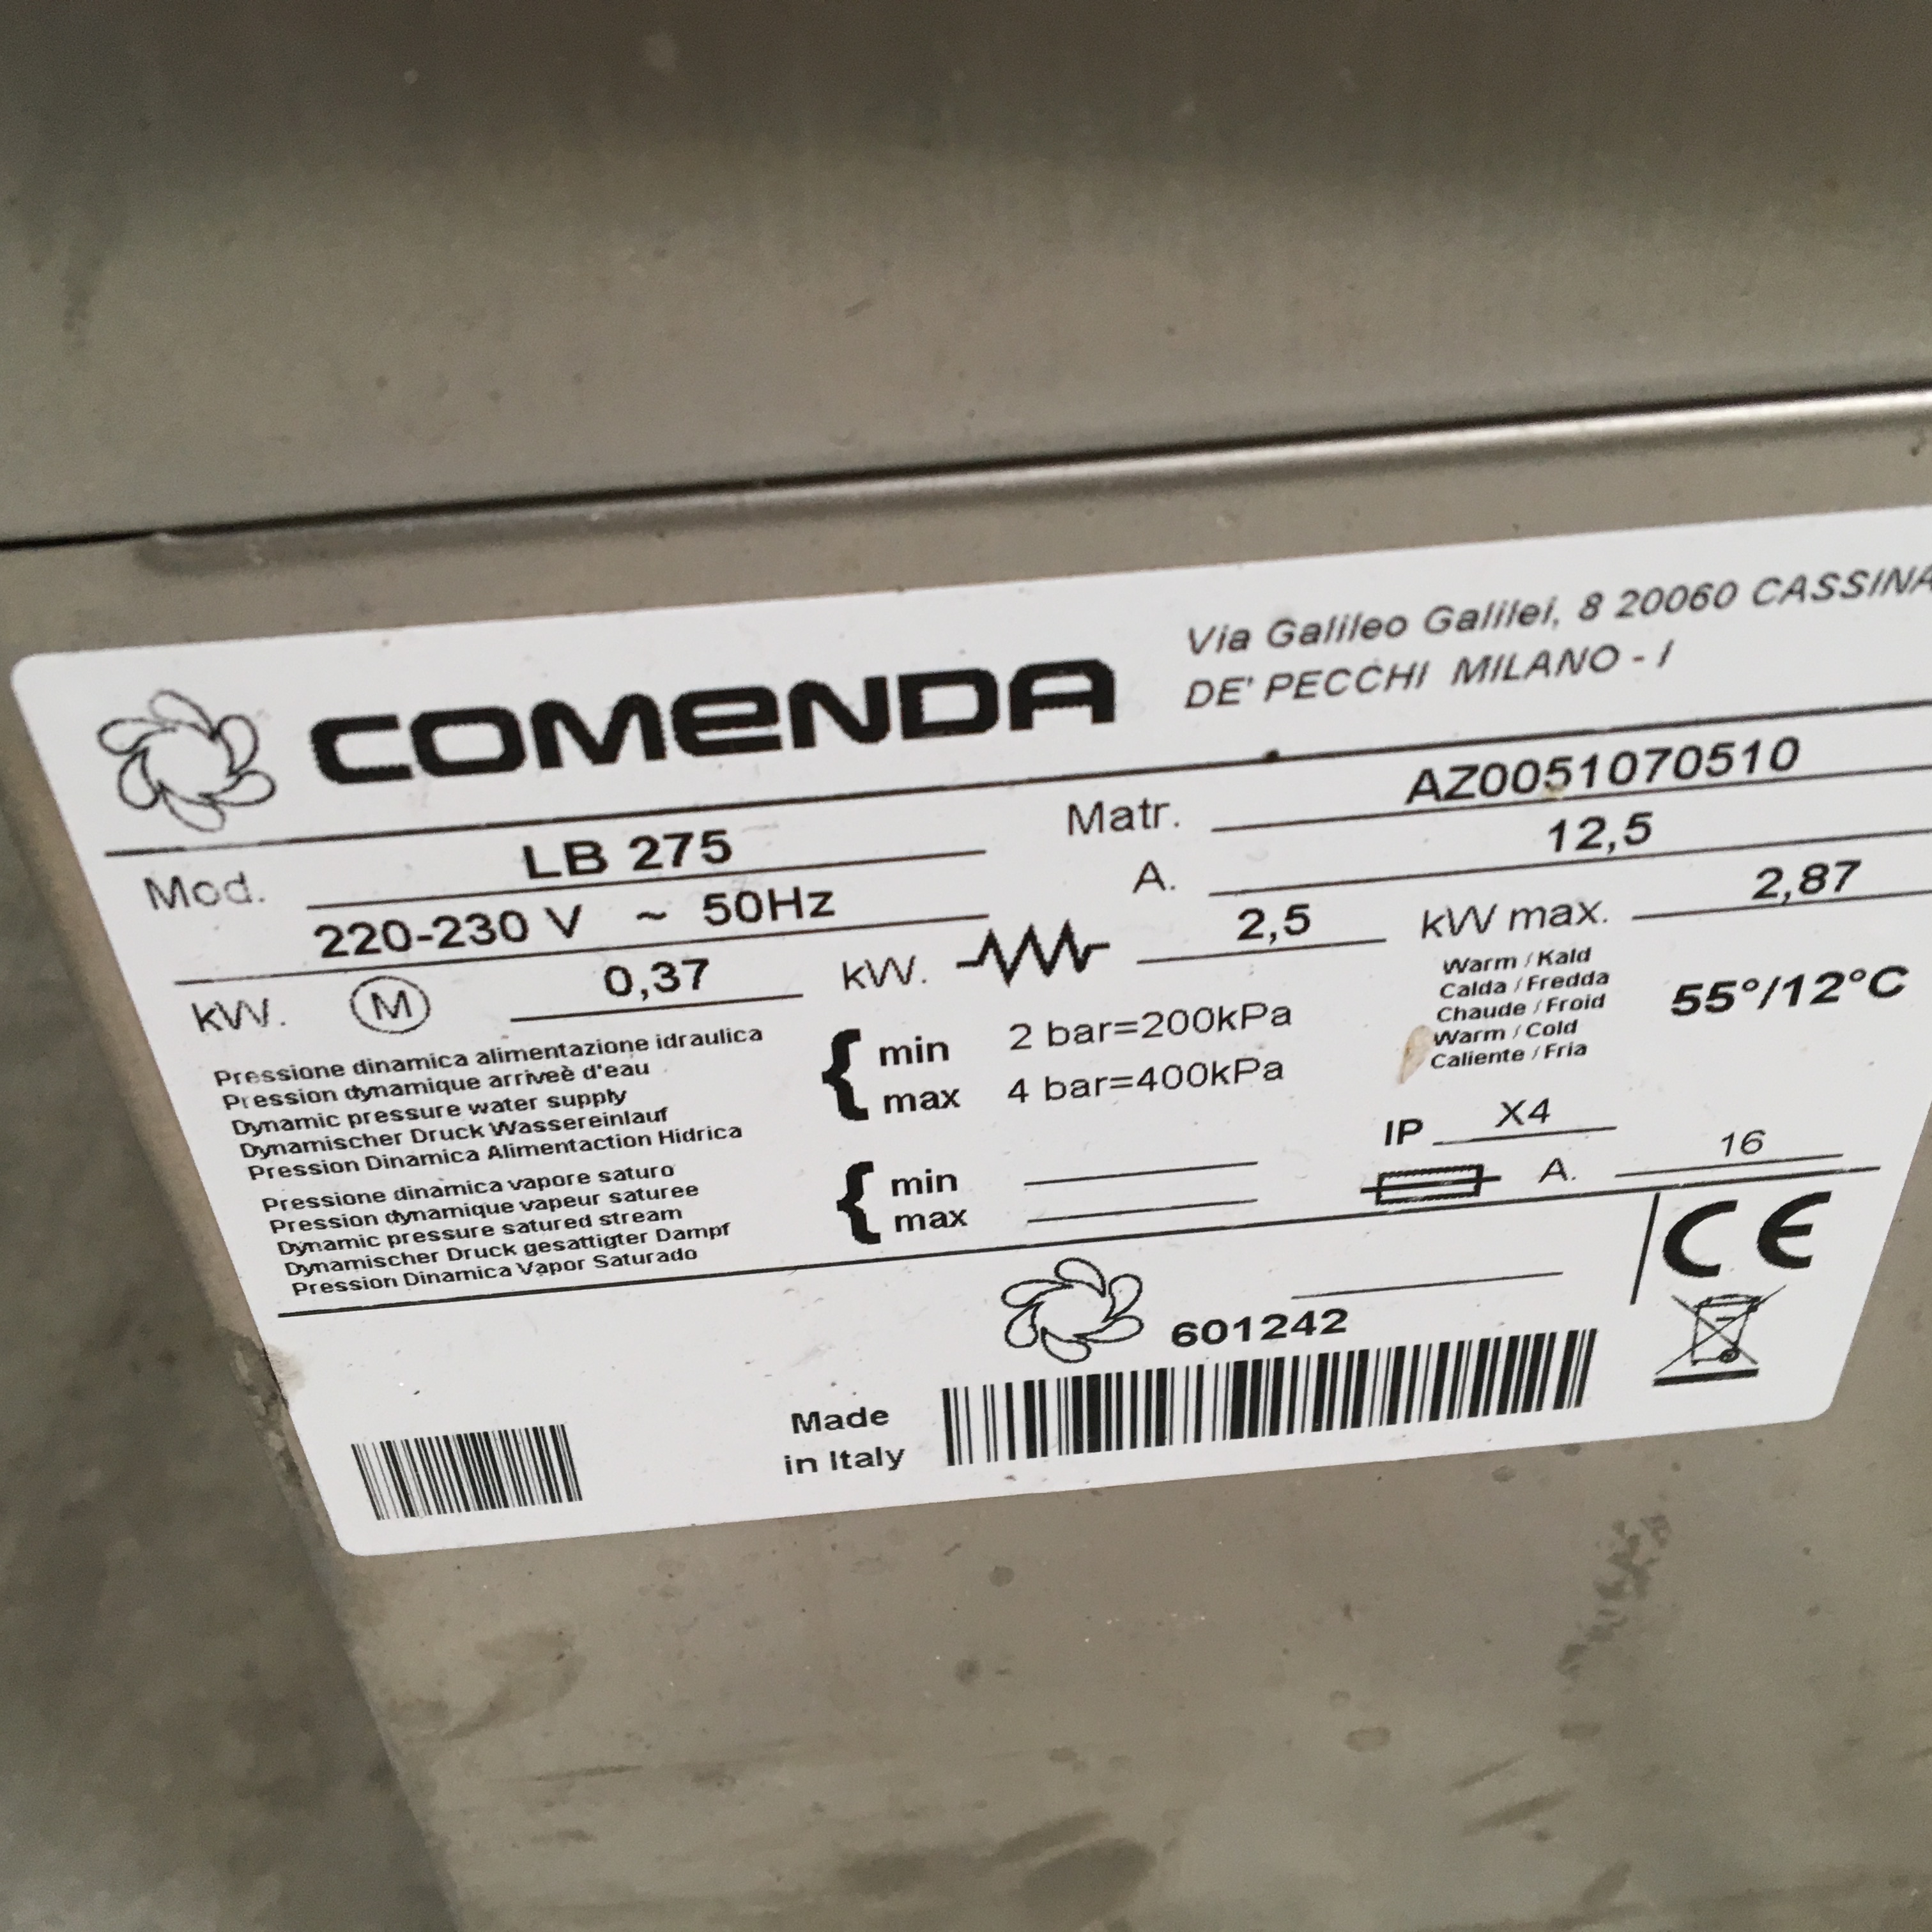 COMENDA
Via Galileo Galilei, 8 20060 CASSINA
DE' PECCHI MILANO - I
Mod. LB 275 Matr. AZ0051070510
220-230 V ~ 50Hz A. 12,5
kW. M 0,37 kW. 2,5 kW max. 2,87
Pressione dinamica alimentazione idraulica
Pression dynamique arriveè d'eau
Dynamic pressure water supply
Dynamischer Druck Wassereinlauf
Pression Dinamica Alimentaction Hidrica
min 2 bar=200kPa
max 4 bar=400kPa
Warm / Kald
Calda / Fredda
Chaude / Froid
Warm / Cold
Caliente / Fria
55°/12°C
Pressione dinamica vapore saturo
Pression dynamique vapeur saturee
Dynamic pressure satured stream
Dynamischer Druck gesattigter Dampf
Pression Dinamica Vapor Saturado
min
max
IP X4
A. 16
CE
601242
Made
in Italy